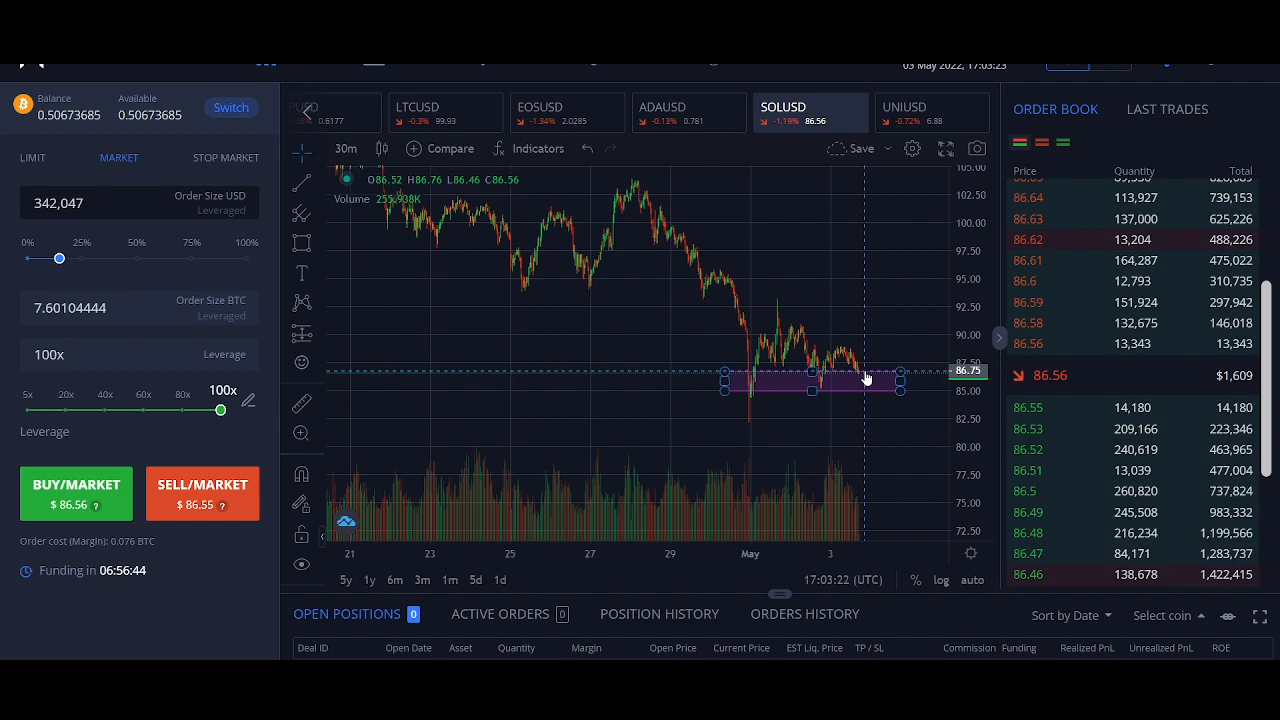 03 May 2022, 17:03:23
Balance
0.50673685
Available
0.50673685
Switch
LIMIT
MARKET
STOP MARKET
342,047
Order Size USD
Leveraged
0%
25%
50%
75%
100%
7.60104444
Order Size BTC
Leveraged
100x
Leverage
5x
20x
40x
60x
80x
100x
Leverage
BUY/MARKET
$ 86.56 ?
SELL/MARKET
$ 86.55 ?
Order cost (Margin): 0.076 BTC
Funding in 06:56:44
0.6177
LTCUSD
-0.3% 99.93
EOSUSD
-1.34% 2.0285
ADAUSD
-0.13% 0.781
SOLUSD
-1.19% 86.56
UNIUSD
-0.72% 6.88
30m
Compare
Indicators
Save
O86.52 H86.76 L86.46 C86.56
Volume 255.938K
105.00
102.50
100.00
97.50
95.00
92.50
90.00
87.50
86.75
85.00
82.50
80.00
77.50
75.00
72.50
21
23
25
27
29
May
3
5y
1y
6m
3m
1m
5d
1d
17:03:22 (UTC)
%
log
auto
OPEN POSITIONS 0
ACTIVE ORDERS 0
POSITION HISTORY
ORDERS HISTORY
Sort by Date
Select coin
Deal ID
Open Date
Asset
Quantity
Margin
Open Price
Current Price
EST Liq. Price
TP / SL
Commission
Funding
Realized PnL
Unrealized PnL
ROE
ORDER BOOK
LAST TRADES
Price Quantity Total
86.64 113,927 739,153
86.63 137,000 625,226
86.62 13,204 488,226
86.61 164,287 475,022
86.6 12,793 310,735
86.59 151,924 297,942
86.58 132,675 146,018
86.56 13,343 13,343
86.56 $1,609
86.55 14,180 14,180
86.53 209,166 223,346
86.52 240,619 463,965
86.51 13,039 477,004
86.5 260,820 737,824
86.49 245,508 983,332
86.48 216,234 1,199,566
86.47 84,171 1,283,737
86.46 138,678 1,422,415